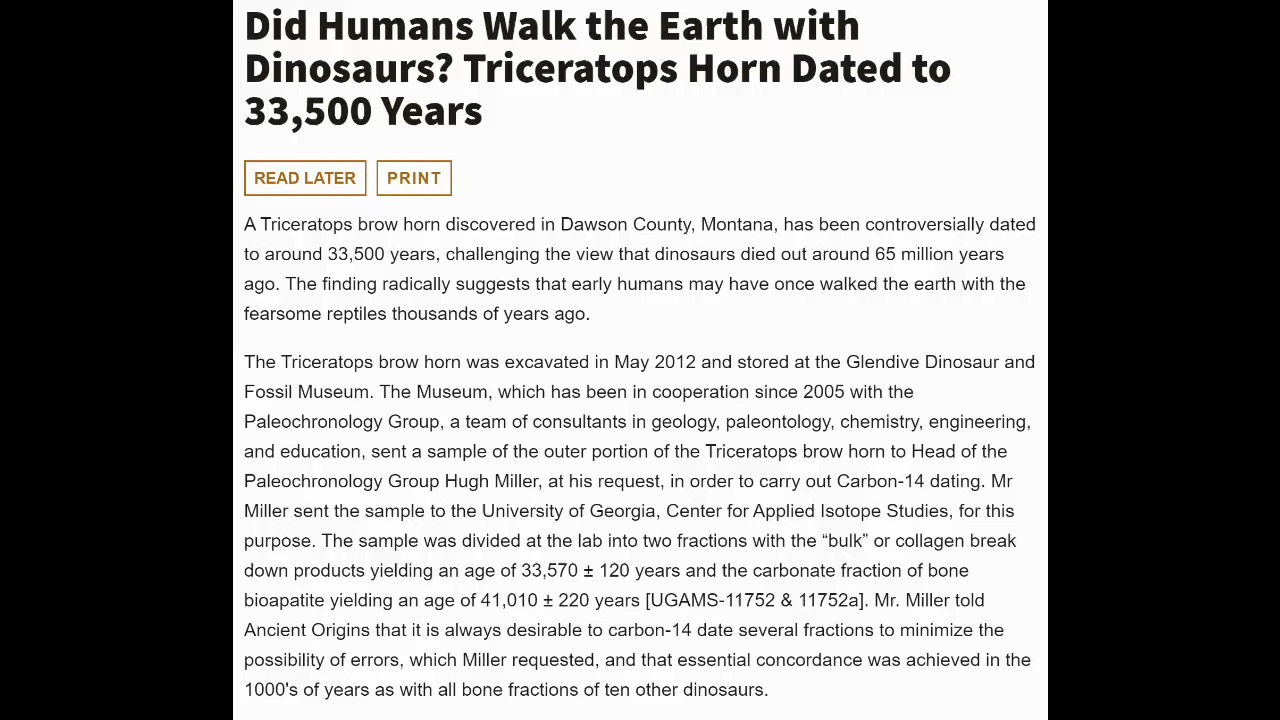 Did Humans Walk the Earth with
Dinosaurs? Triceratops Horn Dated to
33,500 Years
READ LATER PRINT
A Triceratops brow horn discovered in Dawson County, Montana, has been controversially dated
to around 33,500 years, challenging the view that dinosaurs died out around 65 million years
ago. The finding radically suggests that early humans may have once walked the earth with the
fearsome reptiles thousands of years ago.
The Triceratops brow horn was excavated in May 2012 and stored at the Glendive Dinosaur and
Fossil Museum. The Museum, which has been in cooperation since 2005 with the
Paleochronology Group, a team of consultants in geology, paleontology, chemistry, engineering,
and education, sent a sample of the outer portion of the Triceratops brow horn to Head of the
Paleochronology Group Hugh Miller, at his request, in order to carry out Carbon-14 dating. Mr
Miller sent the sample to the University of Georgia, Center for Applied Isotope Studies, for this
purpose. The sample was divided at the lab into two fractions with the “bulk” or collagen break
down products yielding an age of 33,570 ± 120 years and the carbonate fraction of bone
bioapatite yielding an age of 41,010 ± 220 years [UGAMS-11752 & 11752a]. Mr. Miller told
Ancient Origins that it is always desirable to carbon-14 date several fractions to minimize the
possibility of errors, which Miller requested, and that essential concordance was achieved in the
1000's of years as with all bone fractions of ten other dinosaurs.